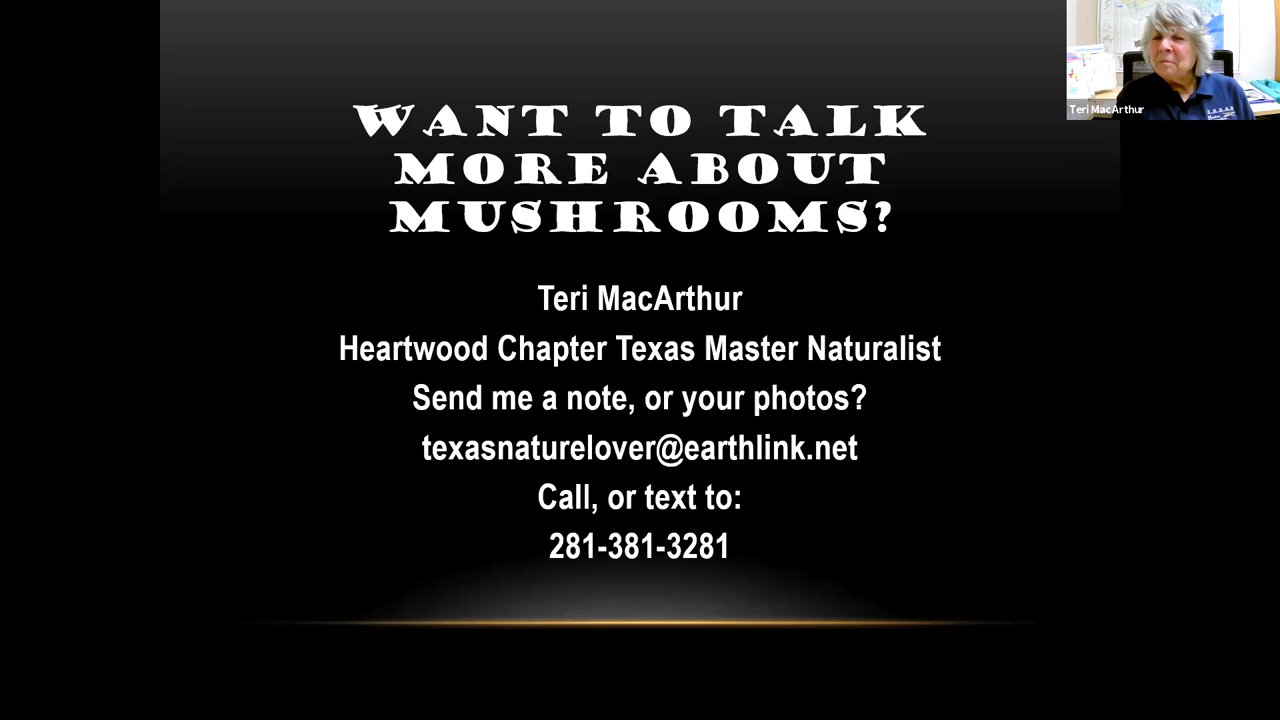 WANT TO TALK
MORE ABOUT
MUSHROOMS?
Teri MacArthur
Heartwood Chapter Texas Master Naturalist
Send me a note, or your photos?
texasnaturelover@earthlink.net
Call, or text to:
281-381-3281
Teri MacArthur